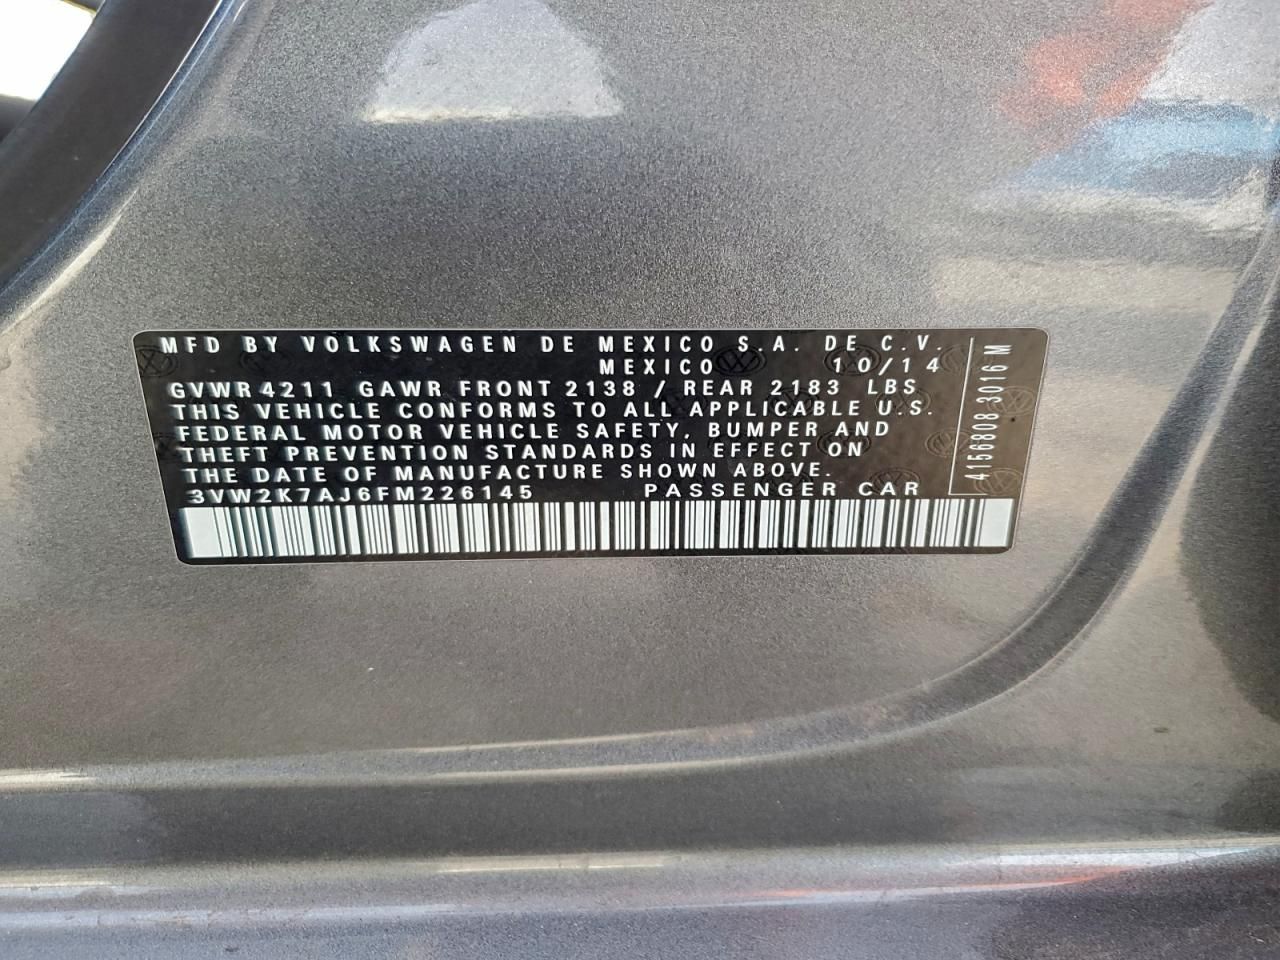 MFD BY VOLKSWAGEN DE MEXICO S.A. DE C.V.
MEXICO 10/14
GVWR 4211 GAWR FRONT 2138 / REAR 2183 LBS
THIS VEHICLE CONFORMS TO ALL APPLICABLE U.S.
FEDERAL MOTOR VEHICLE SAFETY, BUMPER AND
THEFT PREVENTION STANDARDS IN EFFECT ON
THE DATE OF MANUFACTURE SHOWN ABOVE.
3VW2K7AJ6FM226145 PASSENGER CAR
4156808 3016 M